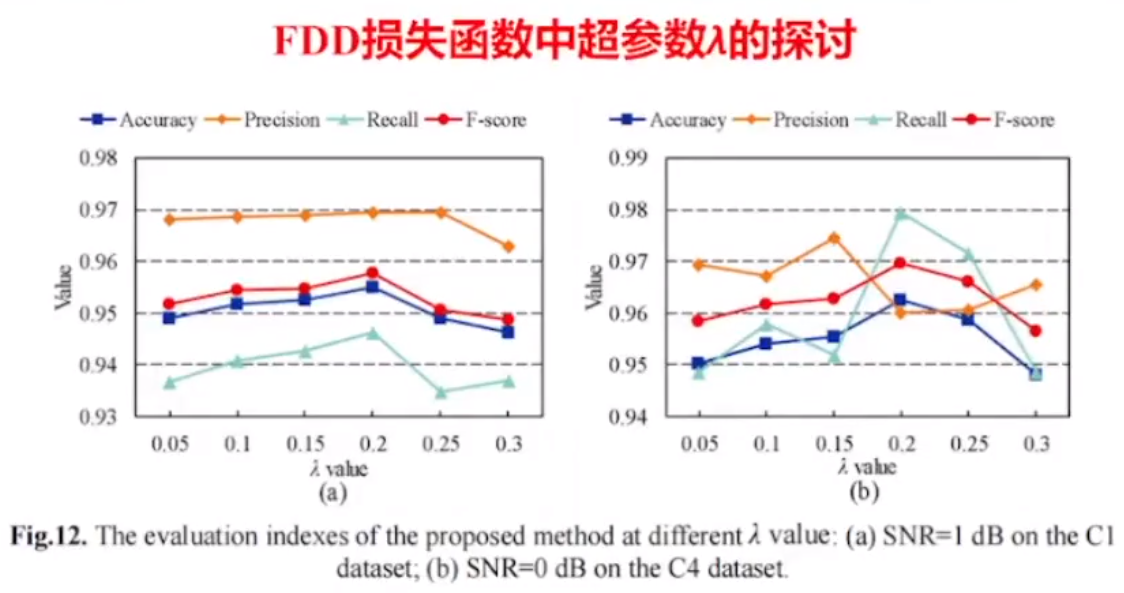 FDD损失函数中超参数λ的探讨
Accuracy Precision Recall F-score
0.98
0.97
0.96
0.95
0.94
0.93
Value
0.05 0.1 0.15 0.2 0.25 0.3
λ value
(a)
Accuracy Precision Recall F-score
0.99
0.98
0.97
0.96
0.95
0.94
Value
0.05 0.1 0.15 0.2 0.25 0.3
λ value
(b)
Fig.12. The evaluation indexes of the proposed method at different λ value: (a) SNR=1 dB on the C1
dataset; (b) SNR=0 dB on the C4 dataset.